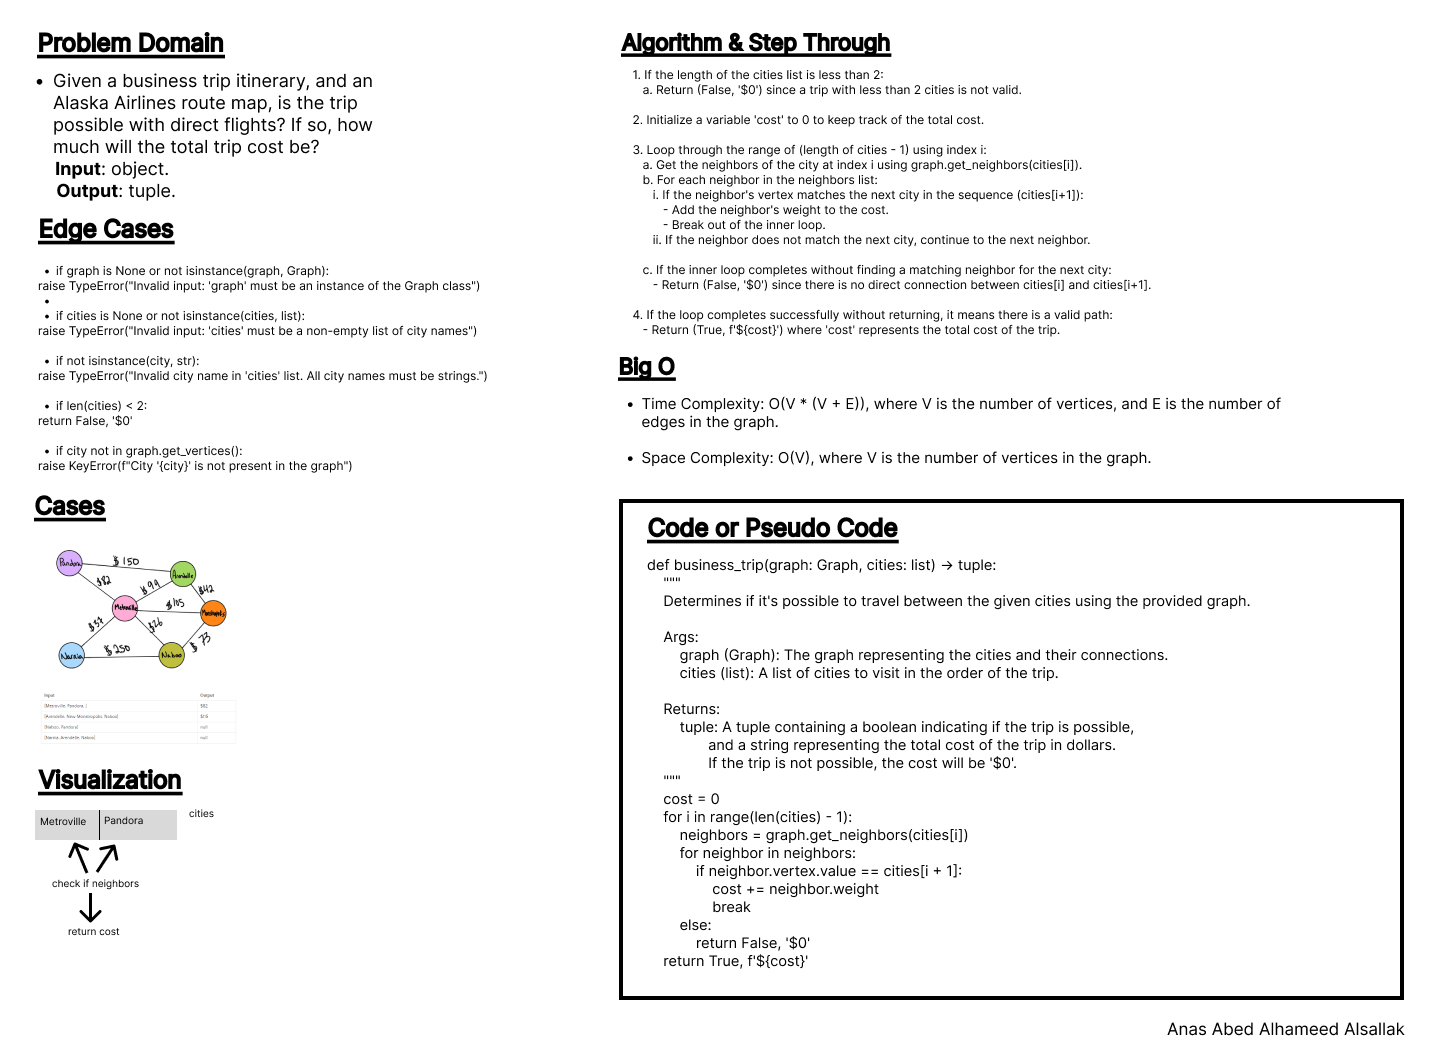 Problem Domain
Given a business trip itinerary, and an
Alaska Airlines route map, is the trip
possible with direct flights? If so, how
much will the total trip cost be?
Input: object.
Output: tuple.
Edge Cases
if graph is None or not isinstance(graph, Graph):
raise TypeError("Invalid input: 'graph' must be an instance of the Graph class")
if cities is None or not isinstance(cities, list):
raise TypeError("Invalid input: 'cities' must be a non-empty list of city names")
if not isinstance(city, str):
raise TypeError("Invalid city name in 'cities' list. All city names must be strings.")
if len(cities) < 2:
return False, '$0'
if city not in graph.get_vertices():
raise KeyError(f"City '{city}' is not present in the graph")
Cases
Pandora
$150
Arendelle
$82
$99
$42
Metroville
$105
$37
$26
$73
Narnia
$250
Naboo
Input Output
[Metroville, Pandora, ] $82
[Arendelle, New Monstropolis, Naboo] $115
[Naboo, Pandora] null
[Narnia, Arendelle, Naboo] null
Visualization
Metroville Pandora cities
check if neighbors
return cost
Algorithm & Step Through
1. If the length of the cities list is less than 2:
a. Return (False, '$0') since a trip with less than 2 cities is not valid.
2. Initialize a variable 'cost' to 0 to keep track of the total cost.
3. Loop through the range of (length of cities - 1) using index i:
a. Get the neighbors of the city at index i using graph.get_neighbors(cities[i]).
b. For each neighbor in the neighbors list:
i. If the neighbor's vertex matches the next city in the sequence (cities[i+1]):
- Add the neighbor's weight to the cost.
- Break out of the inner loop.
ii. If the neighbor does not match the next city, continue to the next neighbor.
c. If the inner loop completes without finding a matching neighbor for the next city:
- Return (False, '$0') since there is no direct connection between cities[i] and cities[i+1].
4. If the loop completes successfully without returning, it means there is a valid path:
- Return (True, f'${cost}') where 'cost' represents the total cost of the trip.
Big O
Time Complexity: O(V * (V + E)), where V is the number of vertices, and E is the number of
edges in the graph.
Space Complexity: O(V), where V is the number of vertices in the graph.
Code or Pseudo Code
def business_trip(graph: Graph, cities: list) → tuple:
"""
Determines if it's possible to travel between the given cities using the provided graph.
Args:
graph (Graph): The graph representing the cities and their connections.
cities (list): A list of cities to visit in the order of the trip.
Returns:
tuple: A tuple containing a boolean indicating if the trip is possible,
and a string representing the total cost of the trip in dollars.
If the trip is not possible, the cost will be '$0'.
"""
cost = 0
for i in range(len(cities) - 1):
neighbors = graph.get_neighbors(cities[i])
for neighbor in neighbors:
if neighbor.vertex.value == cities[i + 1]:
cost += neighbor.weight
break
else:
return False, '$0'
return True, f'${cost}'
Anas Abed Alhameed Alsallak